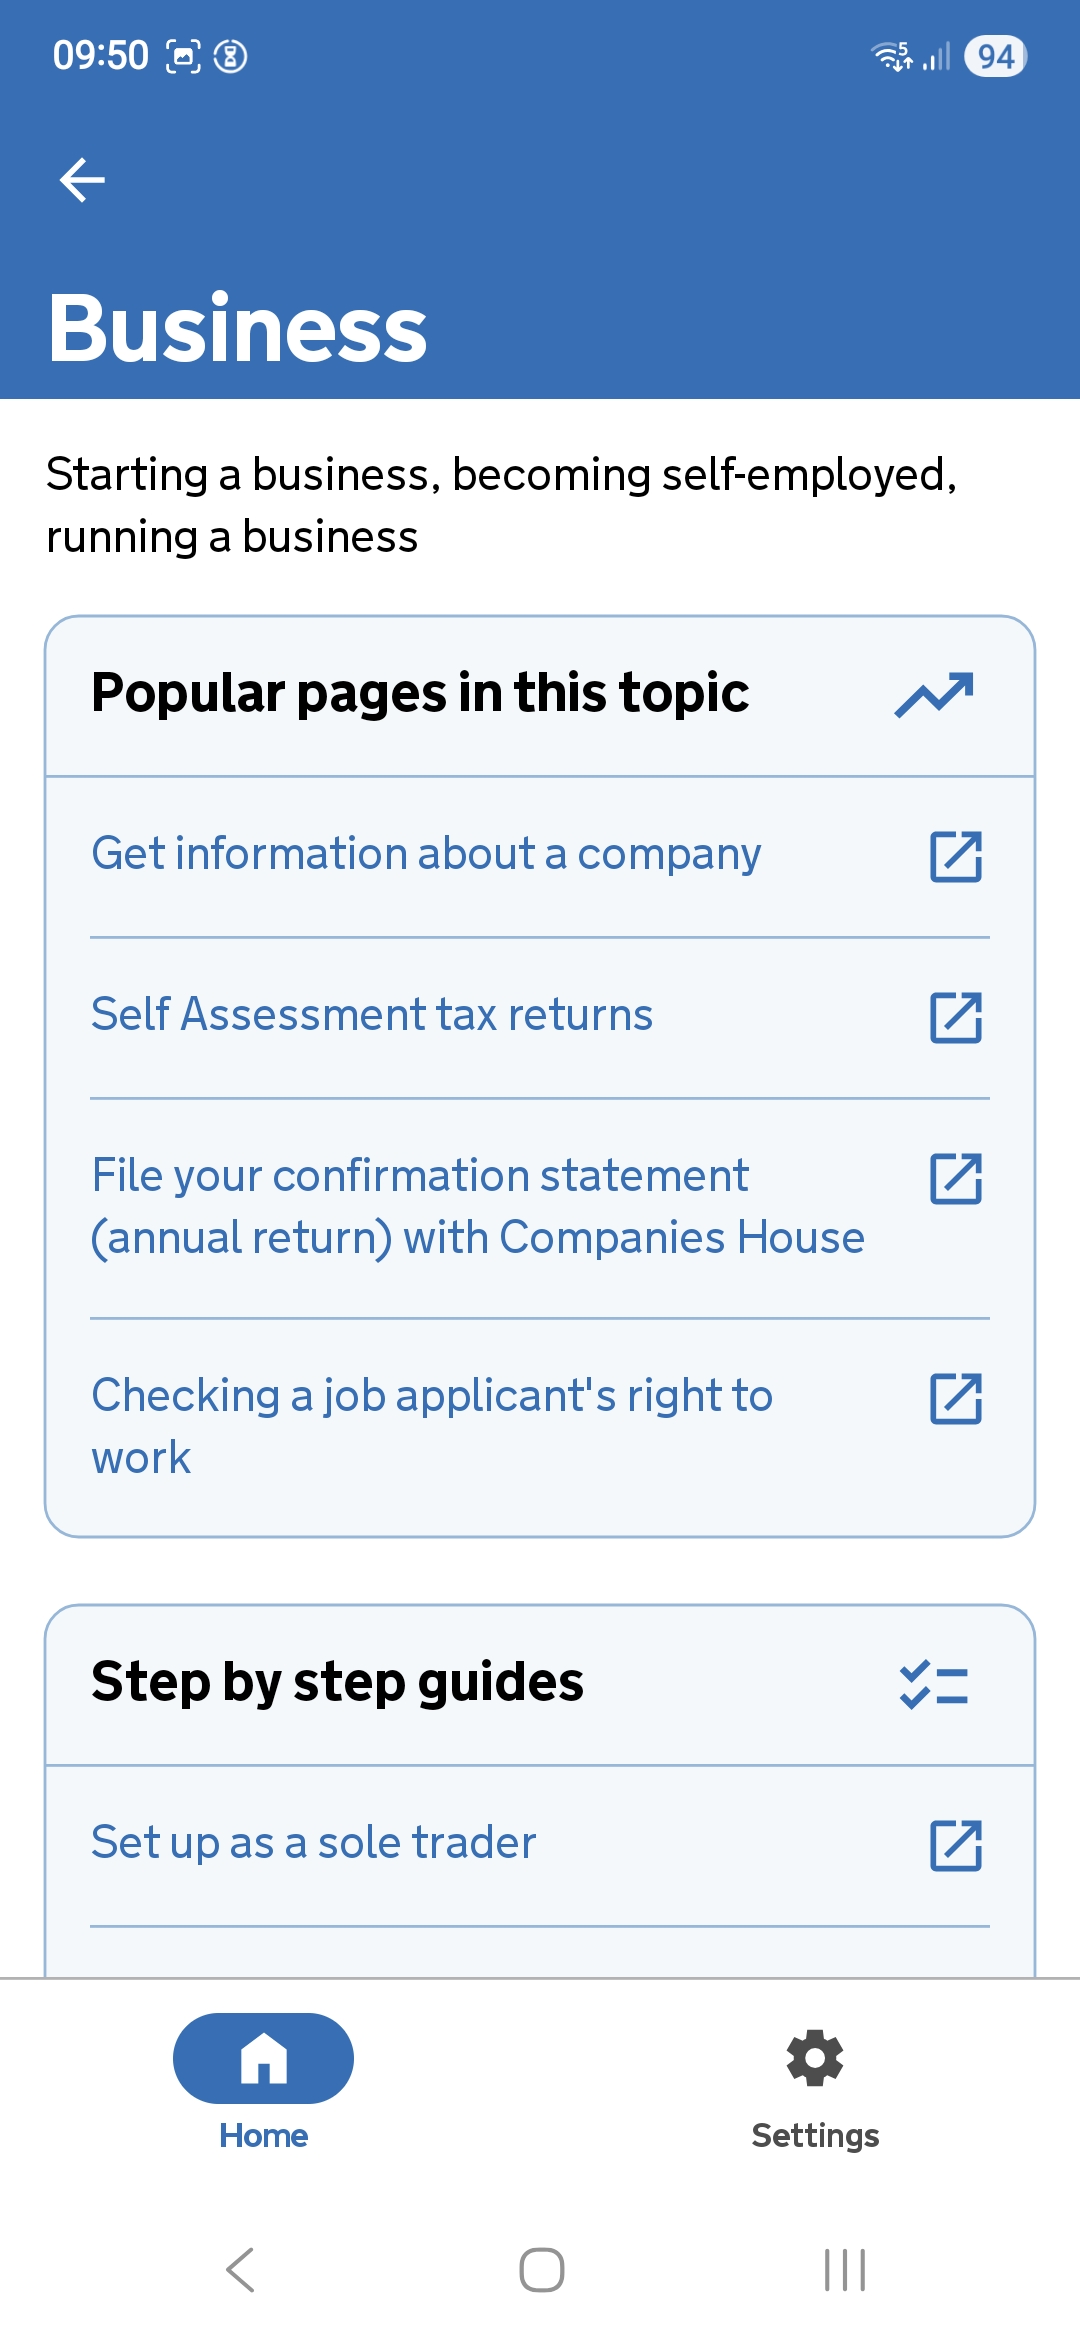 09:50
5
94
Business
Starting a business, becoming self-employed,
running a business
Popular pages in this topic
Get information about a company
Self Assessment tax returns
File your confirmation statement
(annual return) with Companies House
Checking a job applicant's right to
work
Step by step guides
Set up as a sole trader
Home
Settings